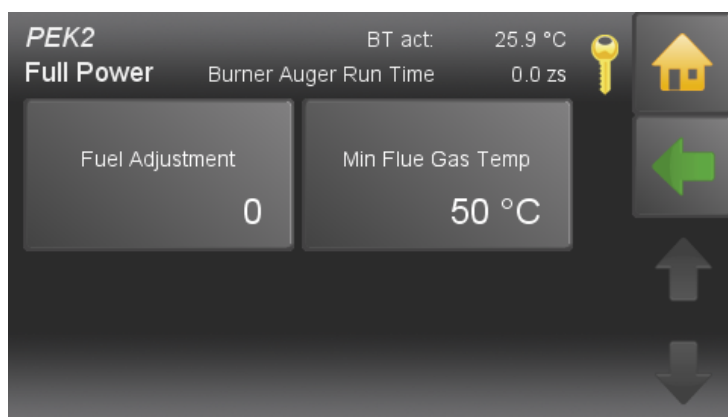 PEK2 BT act: 25.9 °C
Full Power Burner Auger Run Time 0.0 zs
Fuel Adjustment Min Flue Gas Temp
0 50 °C